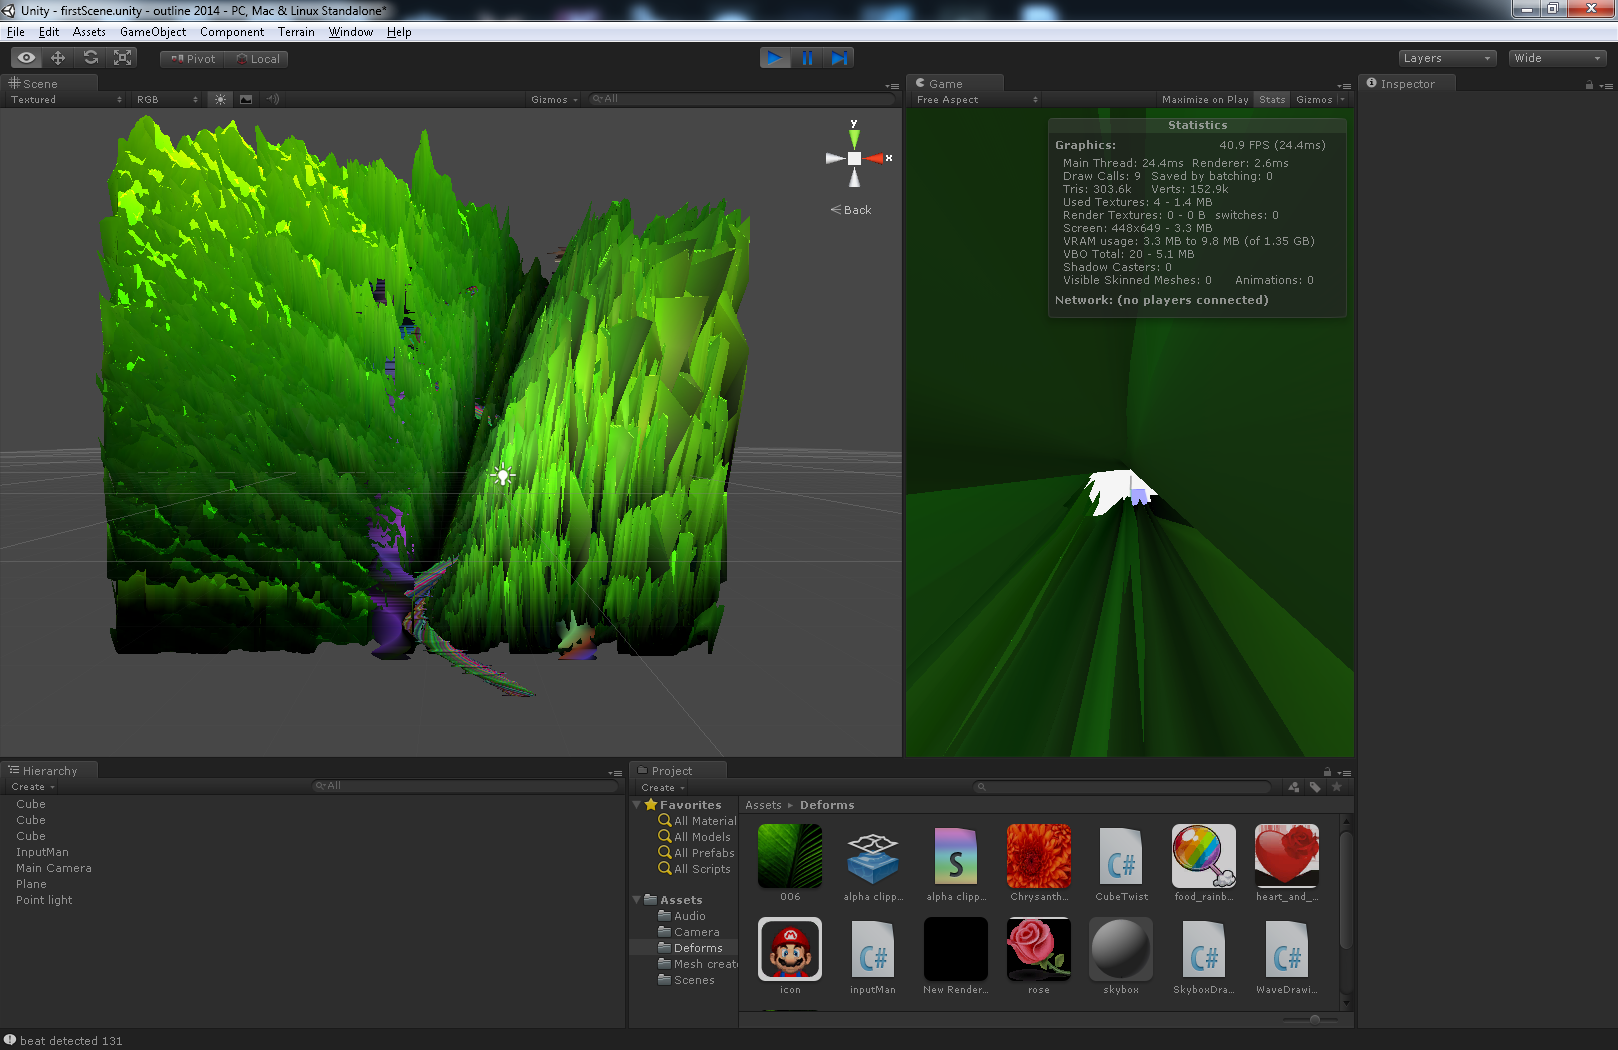 Unity - firstScene.unity - outline 2014 - PC, Mac & Linux Standalone*
File Edit Assets GameObject Component Terrain Window Help
Pivot Local
Layers Wide
Scene
Textured RGB Gizmos All
y
x
Back
Game
Free Aspect Maximize on Play Stats Gizmos
Statistics
Graphics: 40.9 FPS (24.4ms)
Main Thread: 24.4ms Renderer: 2.6ms
Draw Calls: 9 Saved by batching: 0
Tris: 303.6k Verts: 152.9k
Used Textures: 4 - 1.4 MB
Render Textures: 0 - 0 B switches: 0
Screen: 448x649 - 3.3 MB
VRAM usage: 3.3 MB to 9.8 MB (of 1.35 GB)
VBO Total: 20 - 5.1 MB
Shadow Casters: 0
Visible Skinned Meshes: 0 Animations: 0
Network: (no players connected)
Inspector
Hierarchy
Create All
Cube
Cube
Cube
InputMan
Main Camera
Plane
Point light
Project
Create
Favorites
All Material
All Models
All Prefabs
All Scripts
Assets
Audio
Camera
Deforms
Mesh creat
Scenes
Assets Deforms
S C#
006 alpha clipp... alpha clipp... Chrysanth... CubeTwist food_rainb... heart_and_...
M C# C# C#
icon inputMan New Render... rose skybox SkyboxDra... WaveDrawi...
beat detected 131